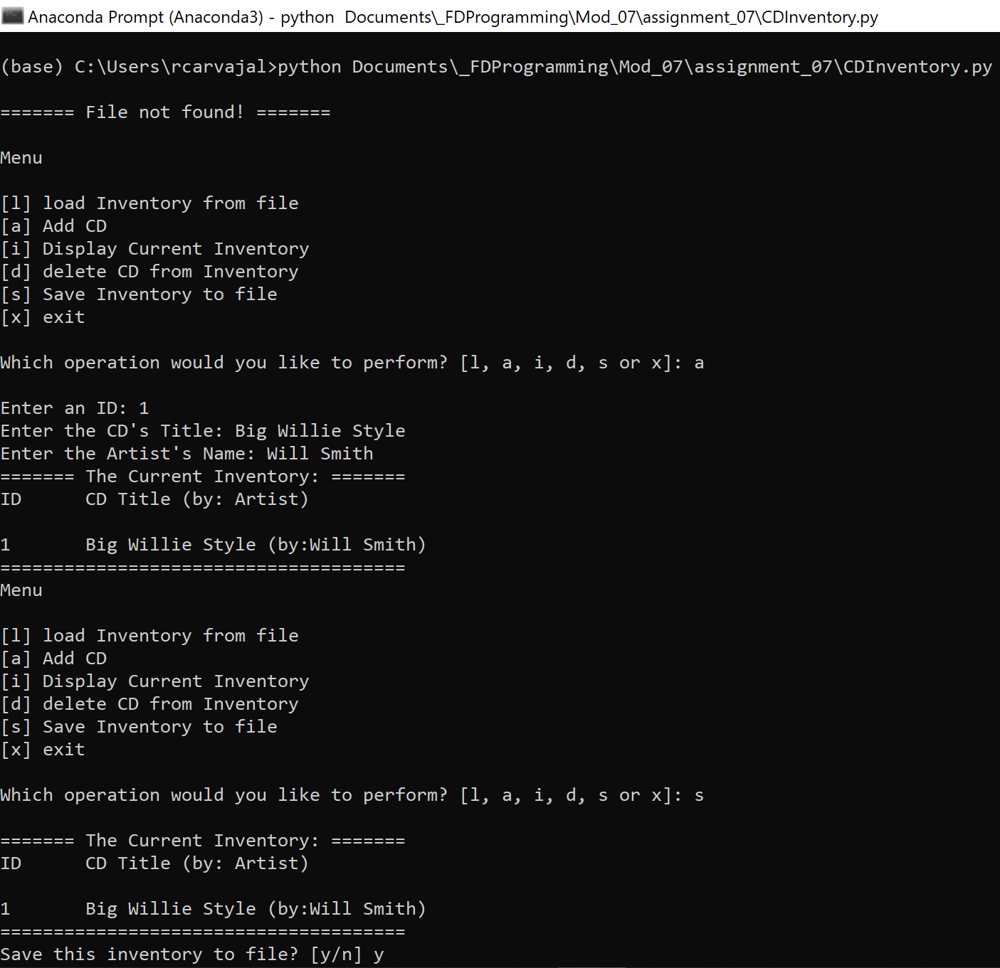 Anaconda Prompt (Anaconda3) - python  Documents\_FDProgramming\Mod_07\assignment_07\CDInventory.py
(base) C:\Users\rcarvajal>python Documents\_FDProgramming\Mod_07\assignment_07\CDInventory.py
======= File not found! =======
Menu
[l] load Inventory from file
[a] Add CD
[i] Display Current Inventory
[d] delete CD from Inventory
[s] Save Inventory to file
[x] exit
Which operation would you like to perform? [l, a, i, d, s or x]: a
Enter an ID: 1
Enter the CD's Title: Big Willie Style
Enter the Artist's Name: Will Smith
======= The Current Inventory: =======
ID      CD Title (by: Artist)
1       Big Willie Style (by:Will Smith)
======================================
Menu
[l] load Inventory from file
[a] Add CD
[i] Display Current Inventory
[d] delete CD from Inventory
[s] Save Inventory to file
[x] exit
Which operation would you like to perform? [l, a, i, d, s or x]: s
======= The Current Inventory: =======
ID      CD Title (by: Artist)
1       Big Willie Style (by:Will Smith)
======================================
Save this inventory to file? [y/n] y